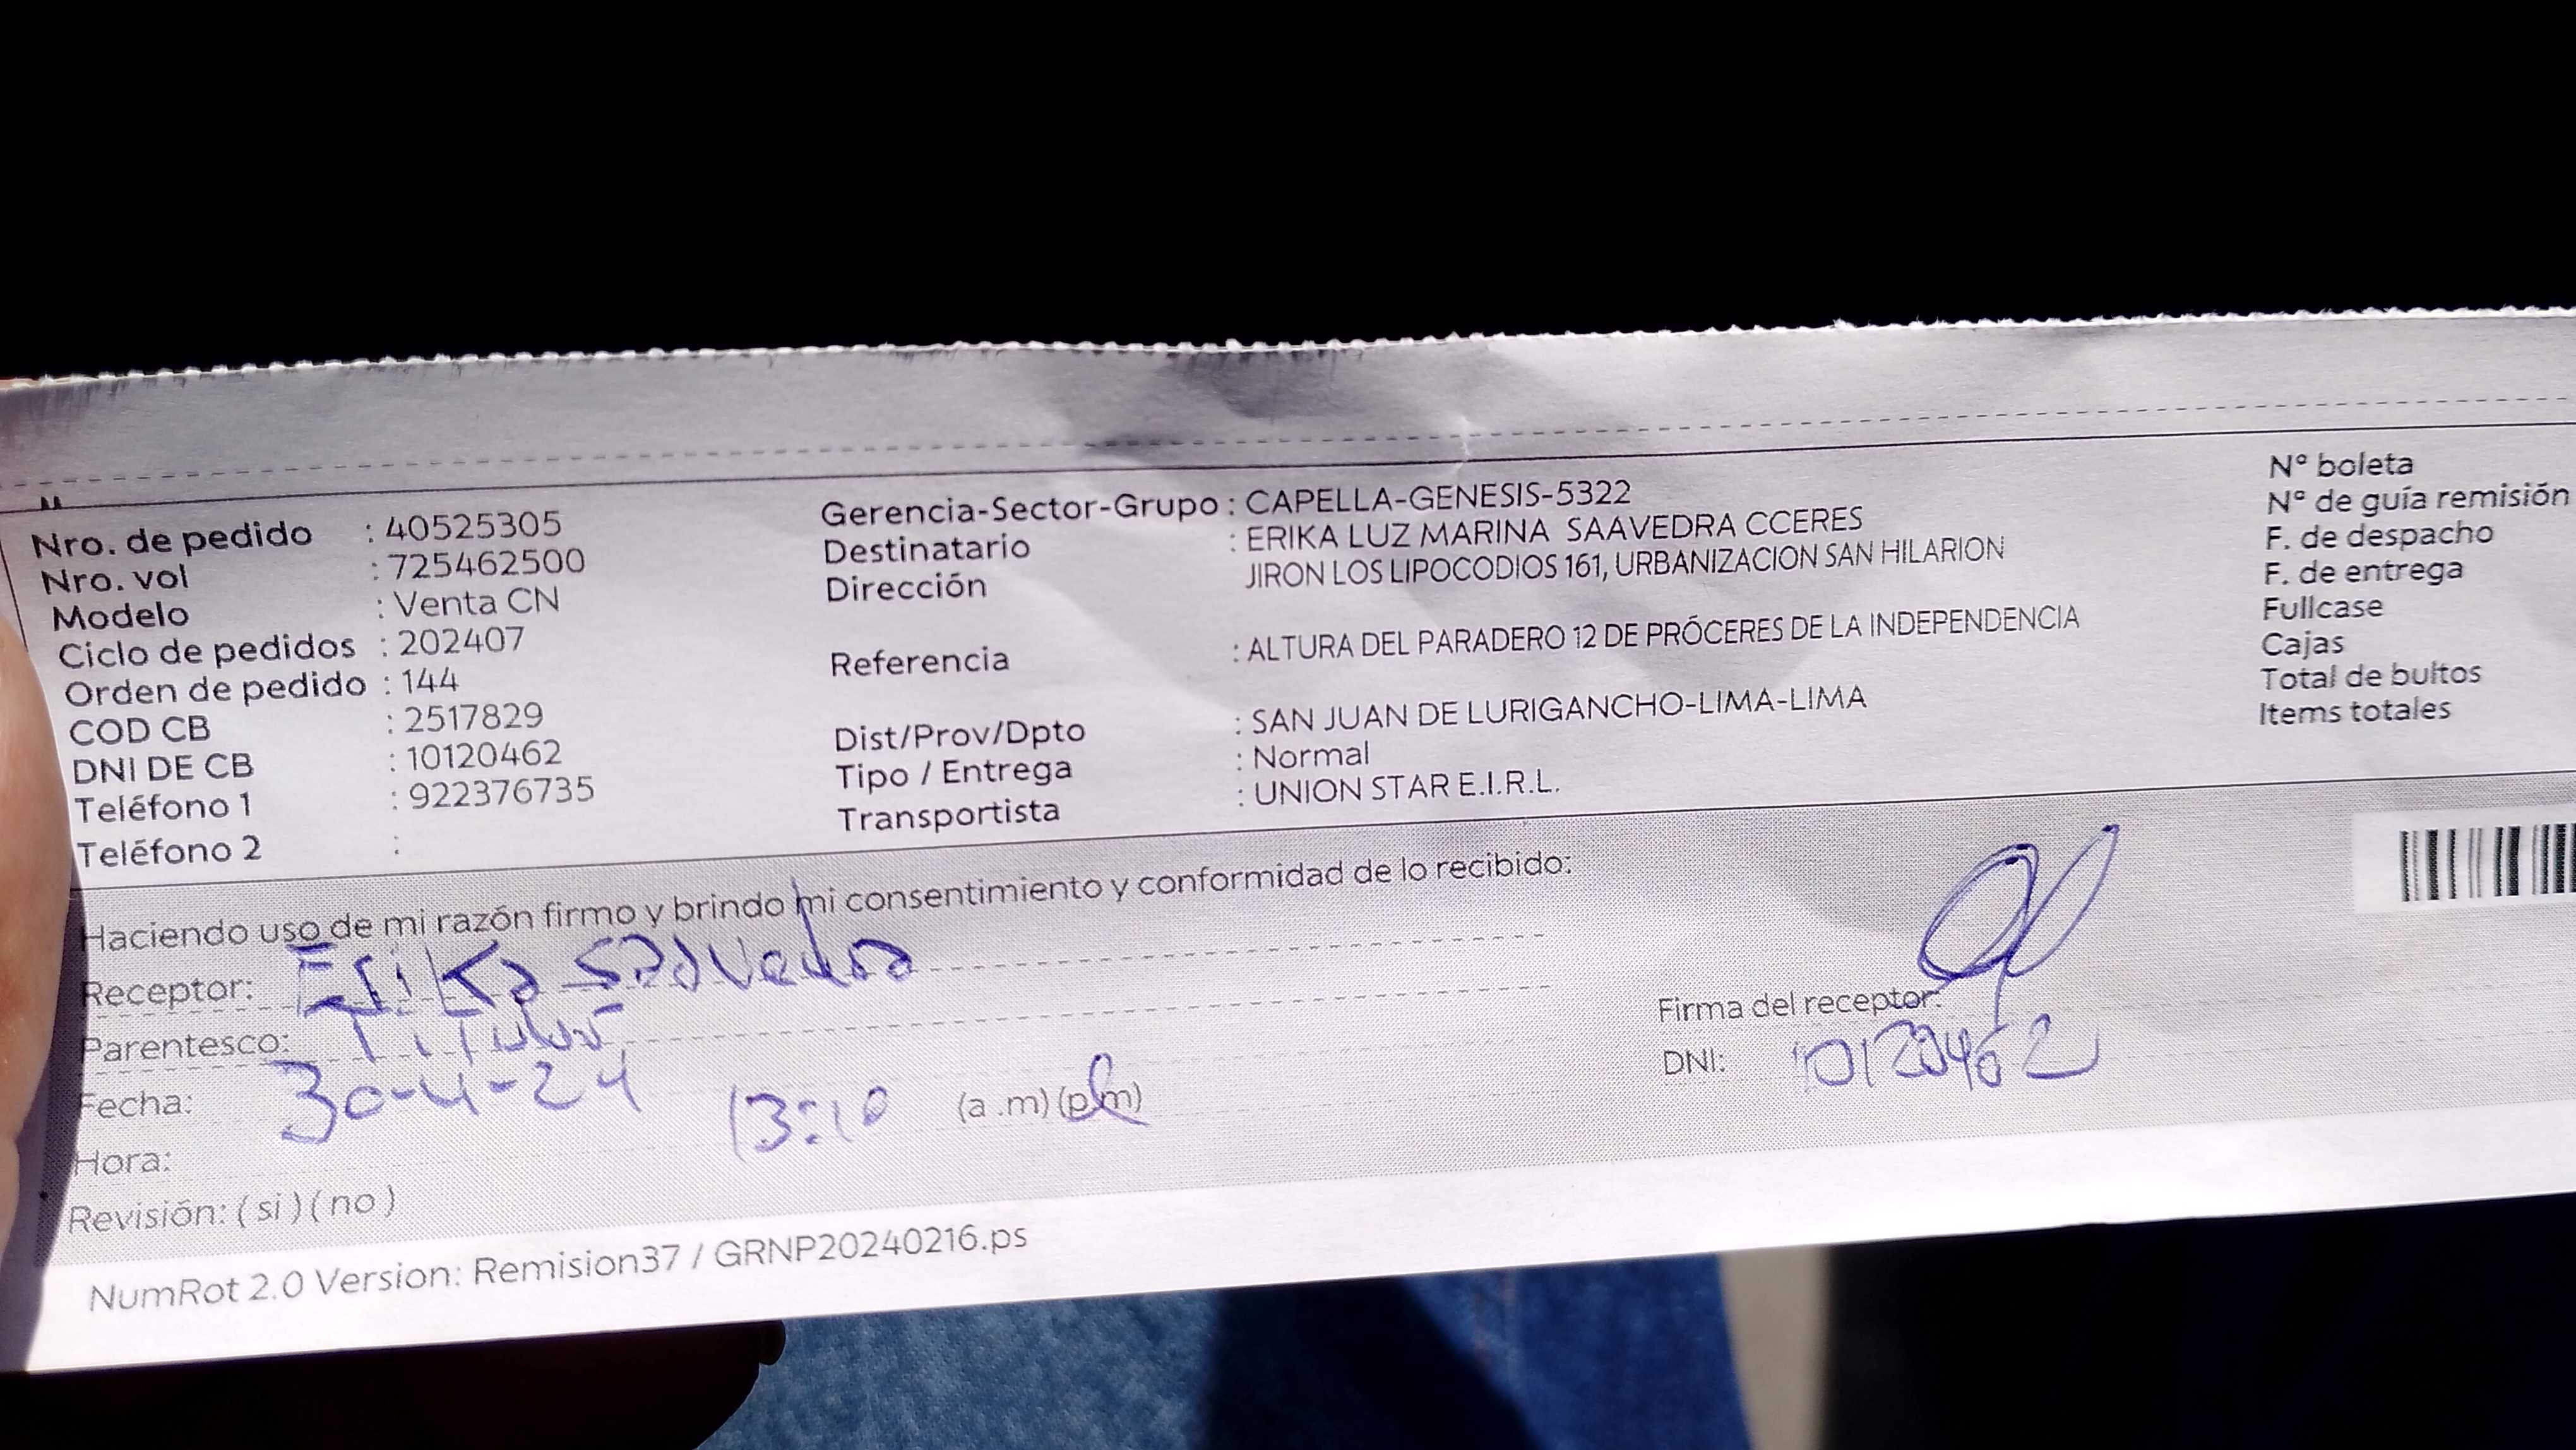 Nro. de pedido : 40525305
Nro. vol : 725462500
Modelo : Venta CN
Ciclo de pedidos : 202407
Orden de pedido : 144
COD CB : 2517829
DNI DE CB : 10120462
Teléfono 1 : 922376735
Teléfono 2 :
Gerencia-Sector-Grupo : CAPELLA-GENESIS-5322
Destinatario : ERIKA LUZ MARINA SAAVEDRA CCERES
Dirección JIRON LOS LIPOCODIOS 161, URBANIZACION SAN HILARION
Referencia : ALTURA DEL PARADERO 12 DE PRÓCERES DE LA INDEPENDENCIA
Dist/Prov/Dpto : SAN JUAN DE LURIGANCHO-LIMA-LIMA
Tipo / Entrega : Normal
Transportista : UNION STAR E.I.R.L.
N° boleta
N° de guía remisión
F. de despacho
F. de entrega
Fullcase
Cajas
Total de bultos
Items totales
Haciendo uso de mi razón firmo y brindo mi consentimiento y conformidad de lo recibido:
Receptor: Erika Saavedra
Parentesco: Titular
Fecha: 30-4-24
Hora: 13:10 (a .m) (p.m)
Revisión: ( si ) ( no )
Firma del receptor:
DNI: 10120462
NumRot 2.0 Version: Remision37 / GRNP20240216.ps